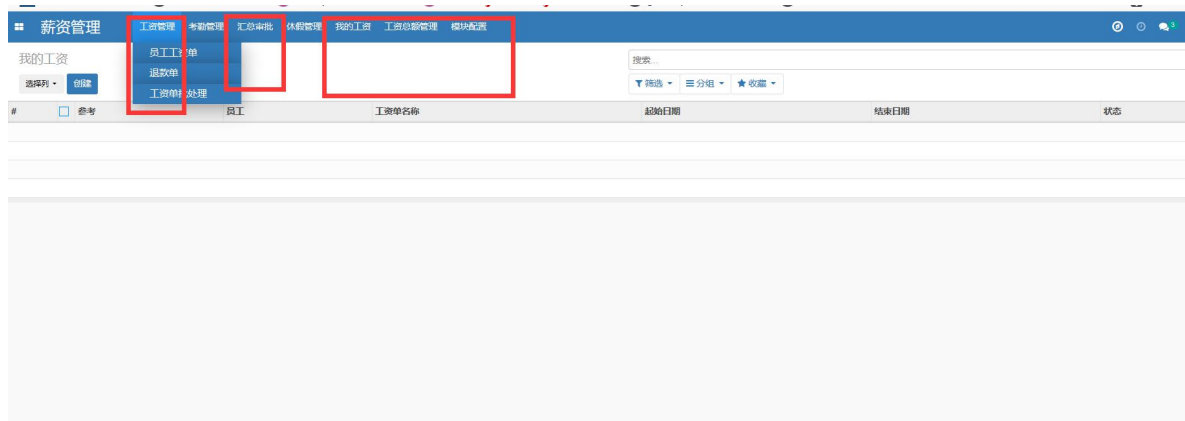 薪资管理 工资管理 考勤管理 汇总审批 休假管理 我的工资 工资总额管理 模块配置 3
我的工资 员工工资单 搜索...
选择列 创建 退款单 筛选 分组 收藏
工资单批处理
# 参考 员工 工资单名称 起始日期 结束日期 状态